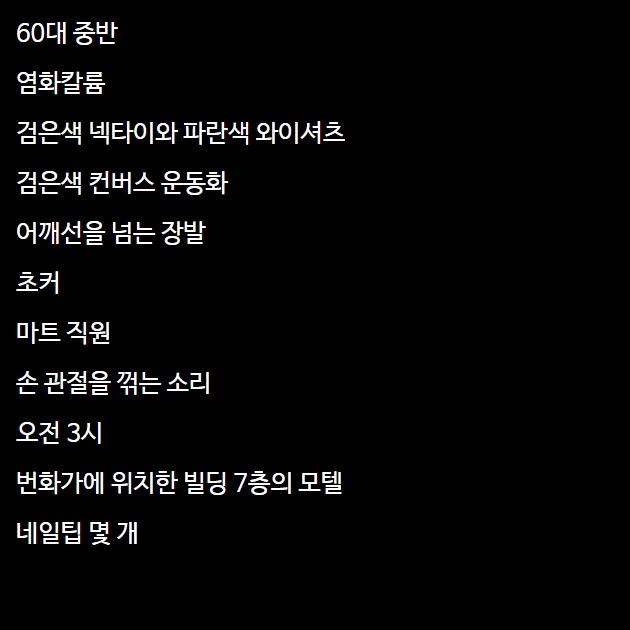 60대 중반
염화칼륨
검은색 넥타이와 파란색 와이셔츠
검은색 컨버스 운동화
어깨선을 넘는 장발
초커
마트 직원
손 관절을 꺾는 소리
오전 3시
번화가에 위치한 빌딩 7층의 모텔
네일팁 몇 개